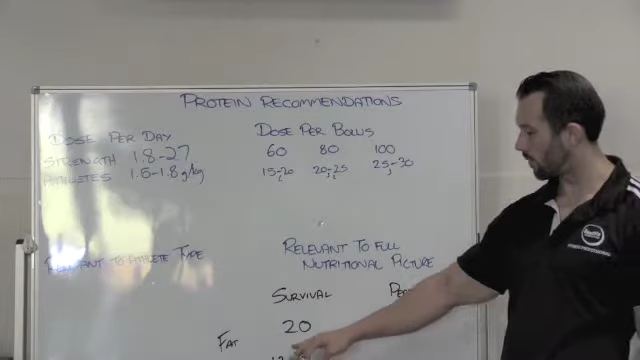 PROTEIN RECOMMENDATIONS
DOSE PER DAY
STRENGTH 1.8-2.7
ATHLETES 1.5-1.8 g/kg
DOSE PER BOLUS
60 80 100
15-20 20-25 25-30
RELEVANT TO ATHLETE TYPE
RELEVANT TO FULL
NUTRITIONAL PICTURE
SURVIVAL
20
FAT